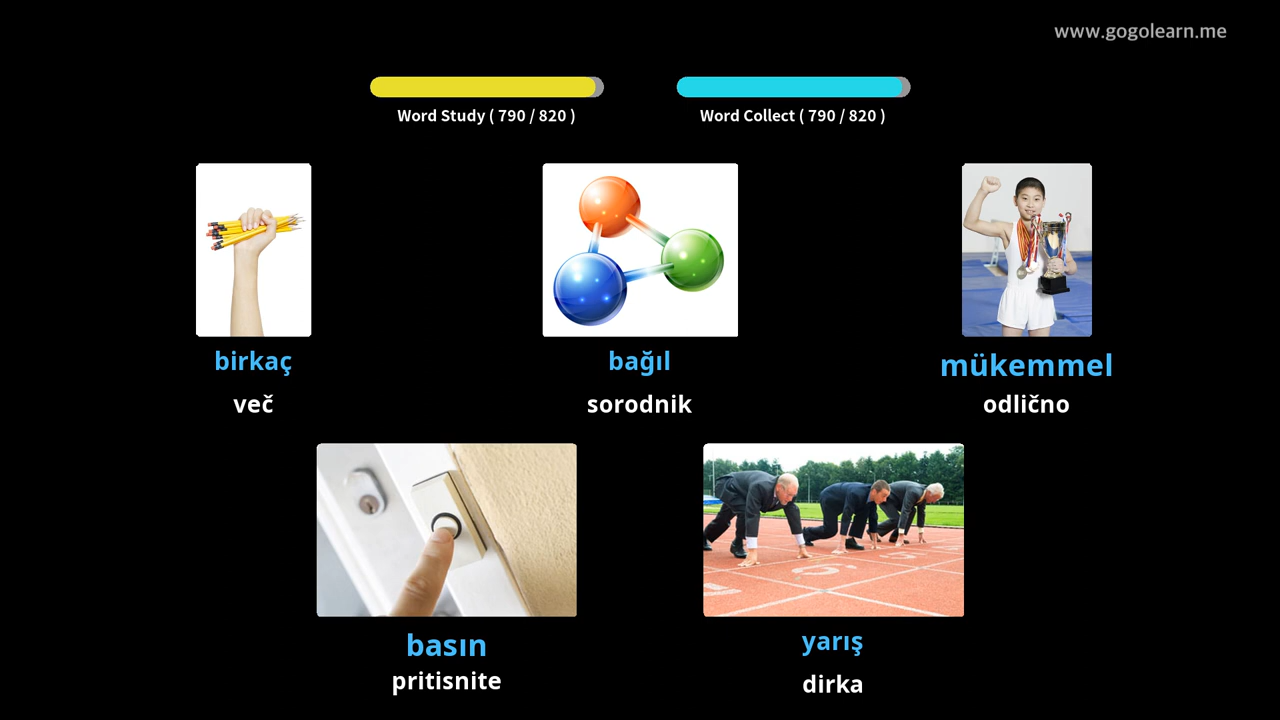 www.gogolearn.me
Word Study ( 790 / 820 )
Word Collect ( 790 / 820 )
birkaç
več
bağıl
sorodnik
mükemmel
odlično
basın
pritisnite
yarış
dirka